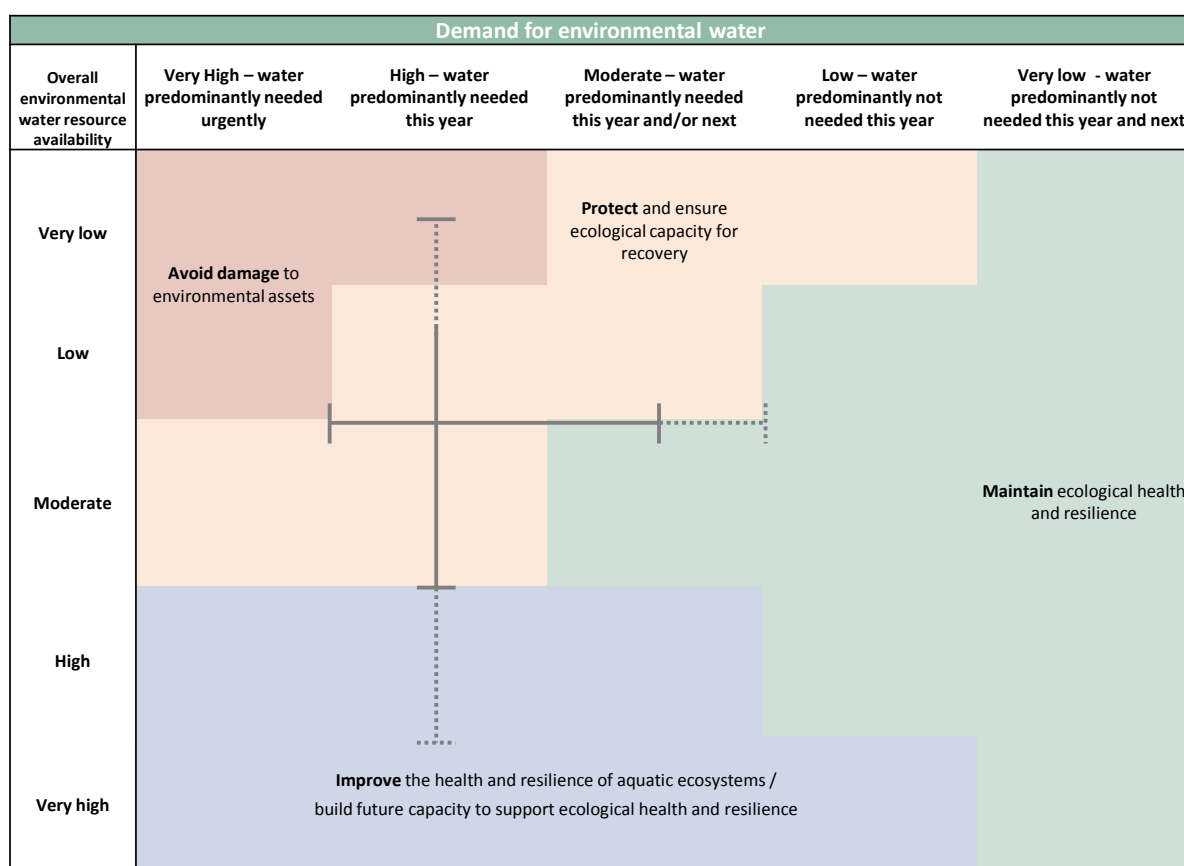 Demand for environmental water
Overall
environmental
water resource
availability
Very High – water
predominantly needed
urgently
High – water
predominantly needed
this year
Moderate – water
predominantly needed
this year and/or next
Low – water
predominantly not
needed this year
Very low - water
predominantly not
needed this year and next
Very low
Protect and ensure
ecological capacity for
recovery
Avoid damage to
environmental assets
Low
Moderate
Maintain ecological health
and resilience
High
Improve the health and resilience of aquatic ecosystems /
build future capacity to support ecological health and resilience
Very high